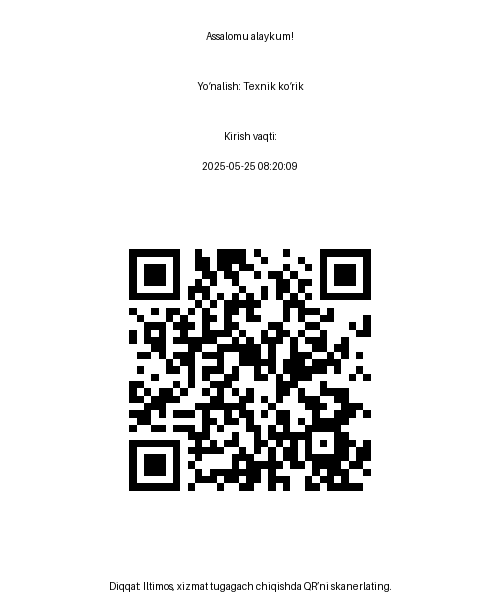 Assalomu alaykum!
Yo'nalish: Texnik ko'rik
Kirish vaqti:
2025-05-25 08:20:09
Diqqat: Iltimos, xizmat tugagach chiqishda QR'ni skanerlating.